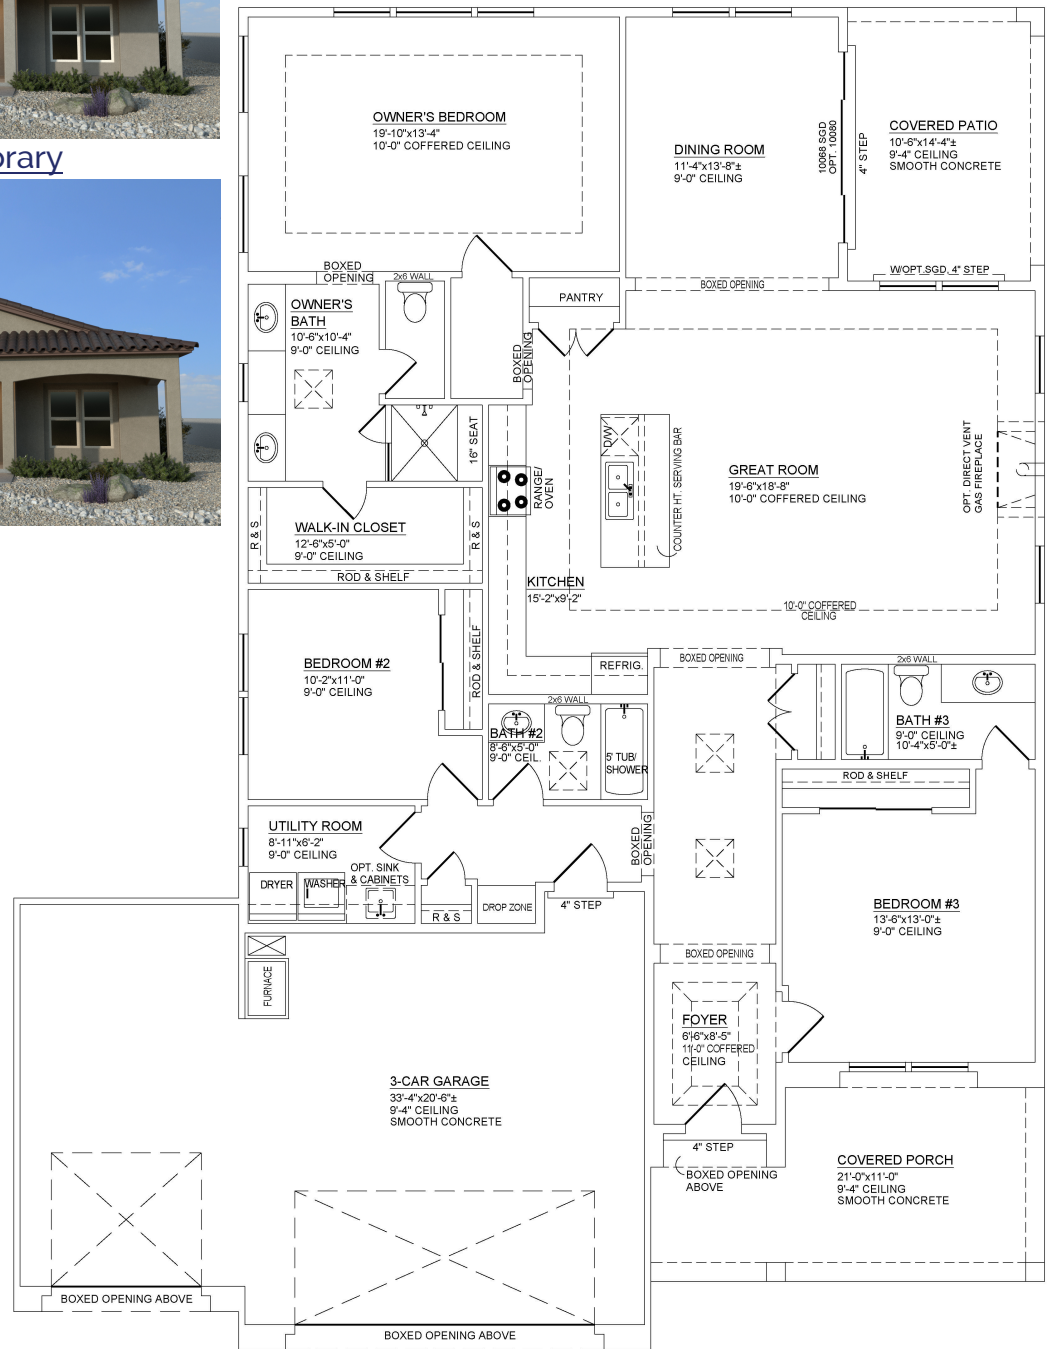 brary
OWNER'S BEDROOM
19'-10"x13'-4"
10'-0" COFFERED CEILING
DINING ROOM
11'-4"x13'-8"±
9'-0" CEILING
10068 SGD
OPT. 10080
4" STEP
COVERED PATIO
10'-6"x14'-4"±
9'-4" CEILING
SMOOTH CONCRETE
W/OPT.SGD, 4" STEP
BOXED
OPENING
2x6 WALL
BOXED OPENING
OWNER'S
BATH
10'-6"x10'-4"
9'-0" CEILING
PANTRY
BOXED
OPENING
16" SEAT
RANGE/
OVEN
D/W
COUNTER HT. SERVING BAR
GREAT ROOM
19'-6"x18'-8"
10'-0" COFFERED CEILING
OPT. DIRECT VENT
GAS FIREPLACE
R & S
WALK-IN CLOSET
12'-6"x5'-0"
9'-0" CEILING
R & S
ROD & SHELF
KITCHEN
15'-2"x9'-2"
10'-0" COFFERED
CEILING
BEDROOM #2
10'-2"x11'-0"
9'-0" CEILING
ROD & SHELF
REFRIG.
BOXED OPENING
2x6 WALL
2x6 WALL
BATH #2
8'-6"x5'-0"
9'-0" CEIL.
5' TUB/
SHOWER
BATH #3
9'-0" CEILING
10'-4"x5'-0"±
ROD & SHELF
UTILITY ROOM
8'-11"x6'-2"
9'-0" CEILING
OPT. SINK
& CABINETS
DRYER
WASHER
R & S
DROP ZONE
4" STEP
BOXED
OPENING
BEDROOM #3
13'-6"x13'-0"±
9'-0" CEILING
BOXED OPENING
FURNACE
FOYER
6'-6"x8'-5"
11'-0" COFFERED
CEILING
3-CAR GARAGE
33'-4"x20'-6"±
9'-4" CEILING
SMOOTH CONCRETE
4" STEP
BOXED OPENING
ABOVE
COVERED PORCH
21'-0"x11'-0"
9'-4" CEILING
SMOOTH CONCRETE
BOXED OPENING ABOVE
BOXED OPENING ABOVE